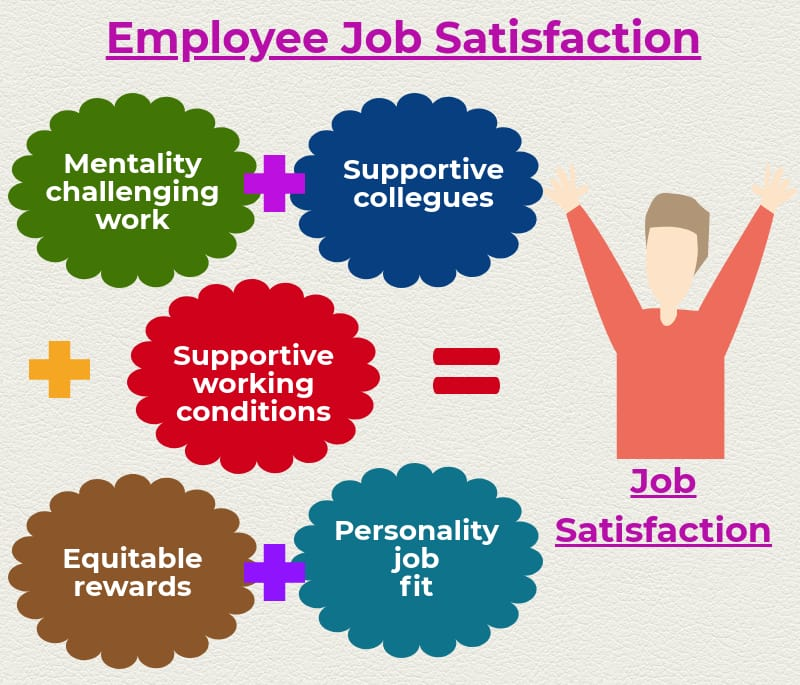 Employee Job Satisfaction
Mentality
challenging
work
Supportive
collegues
Supportive
working
conditions
Equitable
rewards
Personality
job
fit
Job
Satisfaction